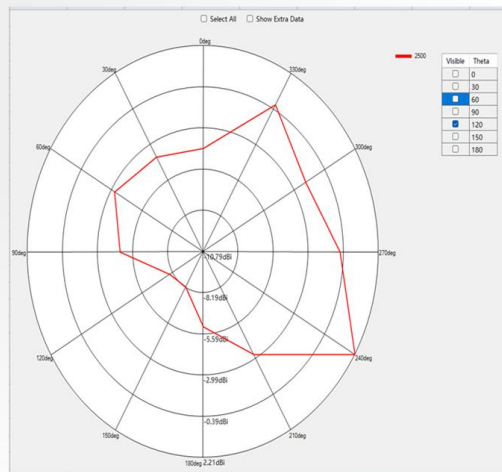 Select All Show Extra Data
0deg
30deg
330deg
2500
Visible Theta
0
30
60
90
120
150
180
60deg
300deg
90deg
270deg
-10.79dBi
-8.19dBi
-5.59dBi
-2.99dBi
-0.39dBi
2.21dBi
120deg
240deg
150deg
210deg
180deg